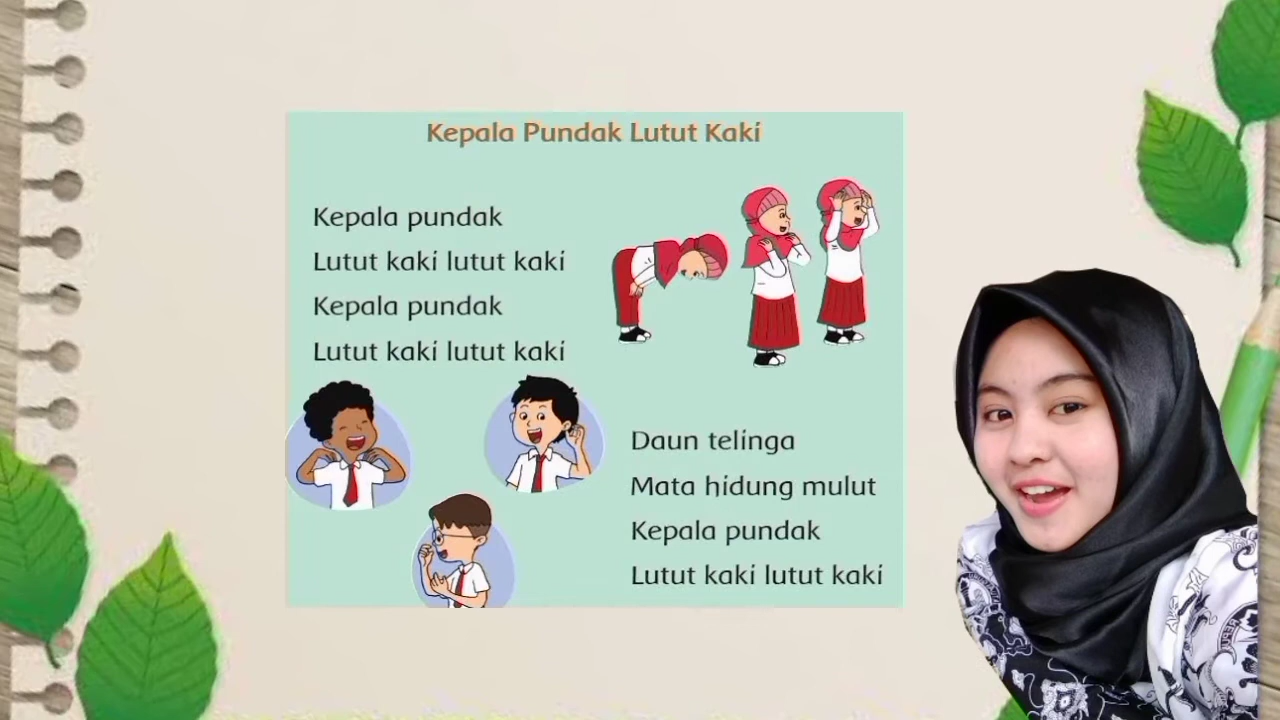 Kepala Pundak Lutut Kaki
Kepala pundak
Lutut kaki lutut kaki
Kepala pundak
Lutut kaki lutut kaki
Daun telinga
Mata hidung mulut
Kepala pundak
Lutut kaki lutut kaki